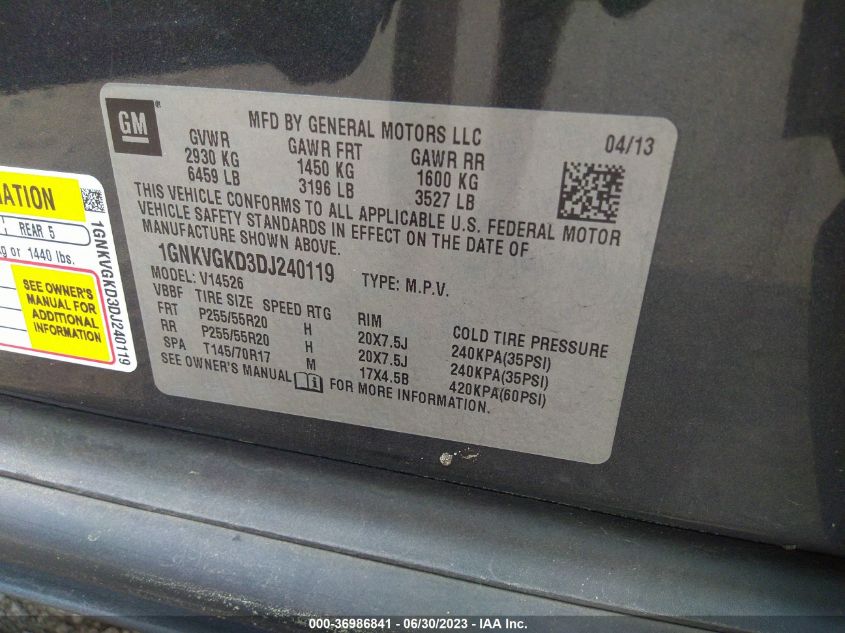 GM
MFD BY GENERAL MOTORS LLC
04/13
GVWR GAWR FRT GAWR RR
2930 KG 1450 KG 1600 KG
6459 LB 3196 LB 3527 LB
THIS VEHICLE CONFORMS TO ALL APPLICABLE U.S. FEDERAL MOTOR
VEHICLE SAFETY STANDARDS IN EFFECT ON THE DATE OF
MANUFACTURE SHOWN ABOVE.
1GNKVGKD3DJ240119 TYPE: M.P.V.
MODEL: V14526
VBBF TIRE SIZE SPEED RTG RIM COLD TIRE PRESSURE
FRT P255/55R20 H 20X7.5J 240KPA(35PSI)
RR P255/55R20 H 20X7.5J 240KPA(35PSI)
SPA T145/70R17 M 17X4.5B 420KPA(60PSI)
SEE OWNER'S MANUAL FOR MORE INFORMATION.
REAR 5
or 1440 lbs.
SEE OWNER'S
MANUAL FOR
ADDITIONAL
INFORMATION
1GNKVGKD3DJ240119
000-36986841 - 06/30/2023 - IAA Inc.